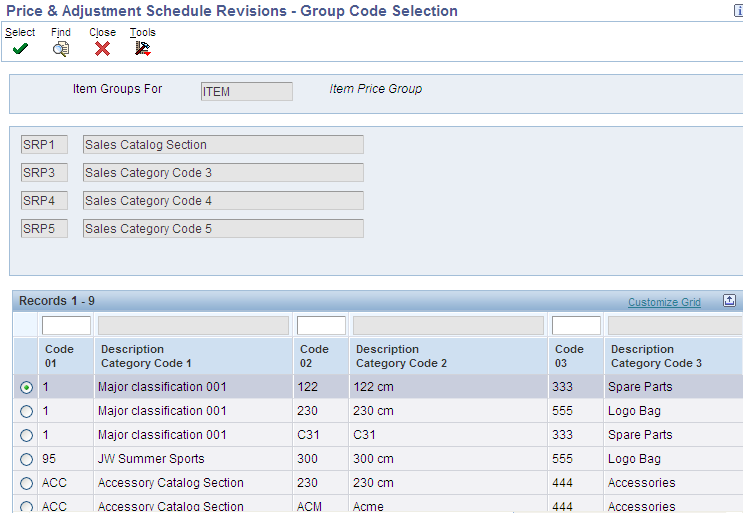 Price & Adjustment Schedule Revisions - Group Code Selection
Select Find Close Tools
Item Groups For ITEM Item Price Group
SRP1 Sales Catalog Section
SRP3 Sales Category Code 3
SRP4 Sales Category Code 4
SRP5 Sales Category Code 5
Records 1 - 9 Customize Grid
Code Description Code Description Code Description
01 Category Code 1 02 Category Code 2 03 Category Code 3
1 Major classification 001 122 122 cm 333 Spare Parts
1 Major classification 001 230 230 cm 555 Logo Bag
1 Major classification 001 C31 C31 333 Spare Parts
95 JW Summer Sports 300 300 cm 555 Logo Bag
ACC Accessory Catalog Section 230 230 cm 444 Accessories
ACC Accessory Catalog Section ACM Acme 444 Accessories